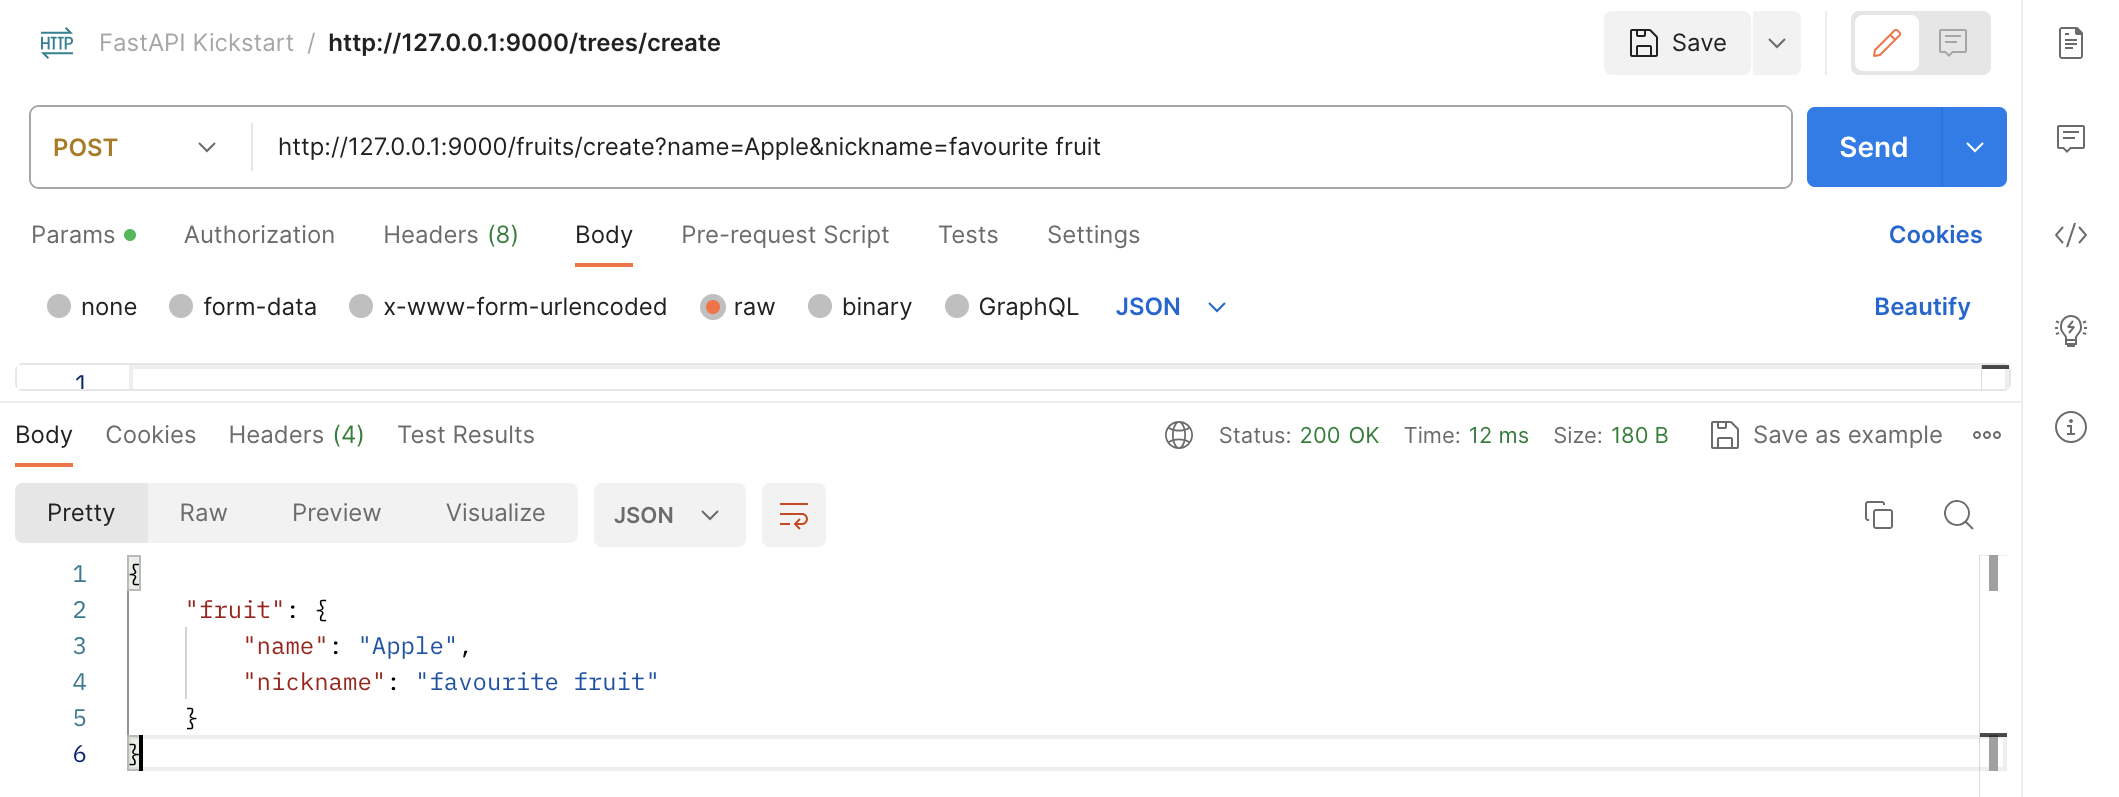 HTTP FastAPI Kickstart / http://127.0.0.1:9000/trees/create Save
POST http://127.0.0.1:9000/fruits/create?name=Apple&nickname=favourite fruit Send
Params Authorization Headers (8) Body Pre-request Script Tests Settings Cookies
none form-data x-www-form-urlencoded raw binary GraphQL JSON Beautify
1
Body Cookies Headers (4) Test Results Status: 200 OK Time: 12 ms Size: 180 B Save as example
Pretty Raw Preview Visualize JSON
1 {
2 "fruit": {
3 "name": "Apple",
4 "nickname": "favourite fruit"
5 }
6 }